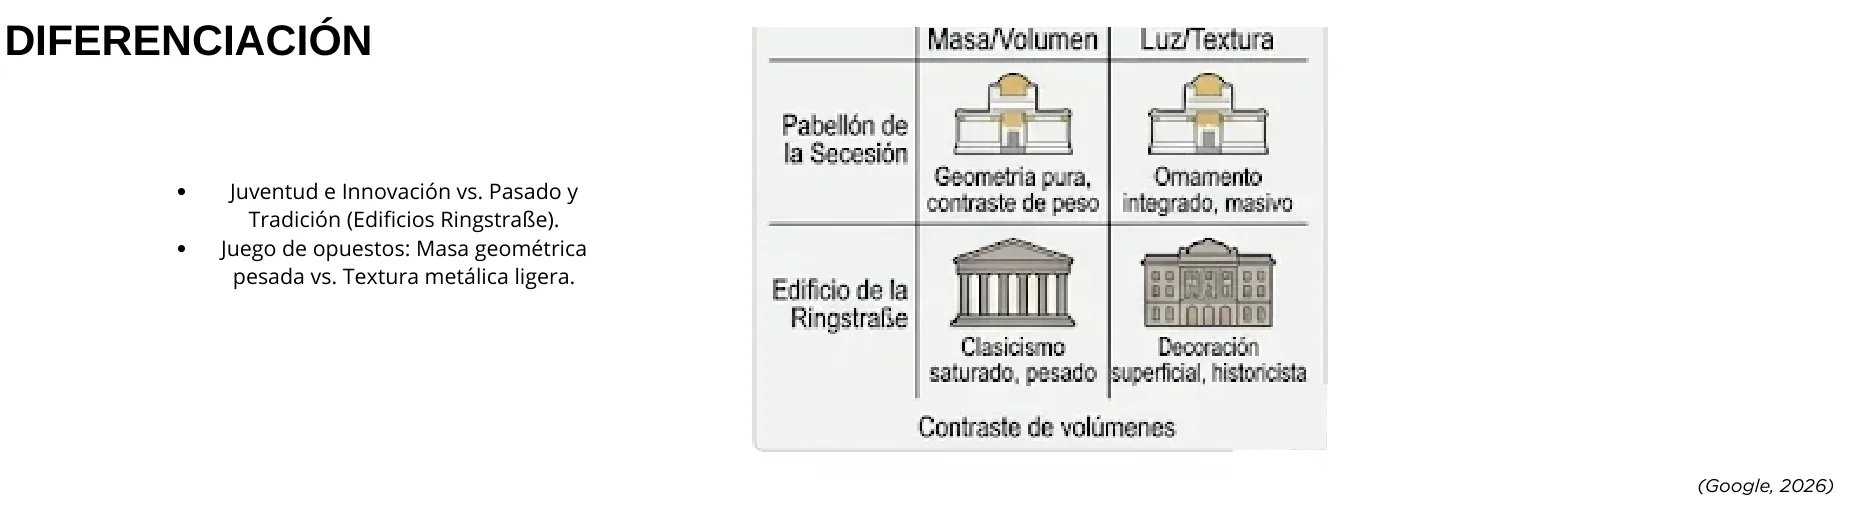 DIFERENCIACIÓN
• Juventud e Innovación vs. Pasado y
Tradición (Edificios Ringstraße).
• Juego de opuestos: Masa geométrica
pesada vs. Textura metálica ligera.
Masa/Volumen
Luz/Textura
Pabellón de
la Secesión
Geometria pura,
contraste de peso
Ornamento
integrado, masivo
Edificio de la
Ringstraße
Clasicismo
saturado, pesado
Decoración
superficial, historicista
Contraste de volúmenes
(Google, 2026)